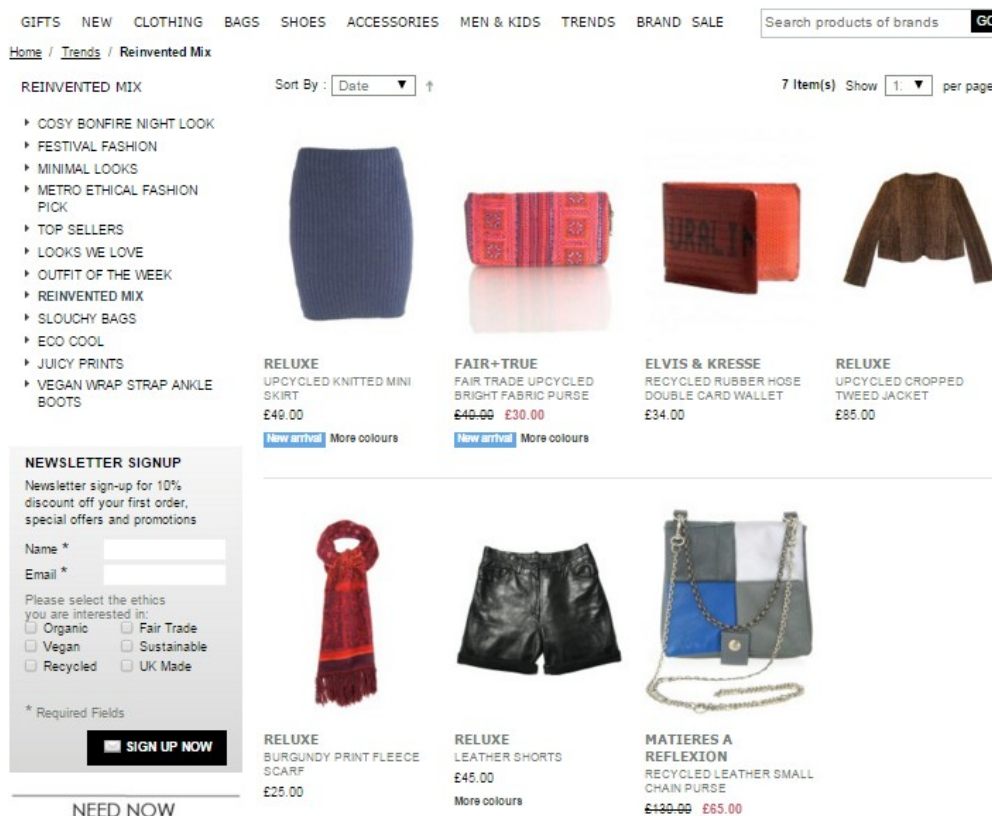 GIFTS NEW CLOTHING BAGS SHOES ACCESSORIES MEN & KIDS TRENDS BRAND SALE
Search products of brands
Home / Trends / Reinvented Mix
REINVENTED MIX
Sort By : Date
7 Item(s) Show per page
COSY BONFIRE NIGHT LOOK
FESTIVAL FASHION
MINIMAL LOOKS
METRO ETHICAL FASHION
PICK
TOP SELLERS
LOOKS WE LOVE
OUTFIT OF THE WEEK
REINVENTED MIX
SLOUCHY BAGS
ECO COOL
JUICY PRINTS
VEGAN WRAP STRAP ANKLE
BOOTS
RELUXE
UPCYCLED KNITTED MINI
SKIRT
£49.00
New arrival More colours
FAIR+TRUE
FAIR TRADE UPCYCLED
BRIGHT FABRIC PURSE
£40.00 £30.00
New arrival More colours
ELVIS & KRESSE
RECYCLED RUBBER HOSE
DOUBLE CARD WALLET
£34.00
RELUXE
UPCYCLED CROPPED
TWEED JACKET
£85.00
NEWSLETTER SIGNUP
Newsletter sign-up for 10%
discount off your first order,
special offers and promotions
Name *
Email *
Please select the ethics
you are interested in:
Organic Fair Trade
Vegan Sustainable
Recycled UK Made
* Required Fields
SIGN UP NOW
NEED NOW
RELUXE
BURGUNDY PRINT FLEECE
SCARF
£25.00
RELUXE
LEATHER SHORTS
£45.00
More colours
MATIERES A
REFLEXION
RECYCLED LEATHER SMALL
CHAIN PURSE
£130.00 £65.00